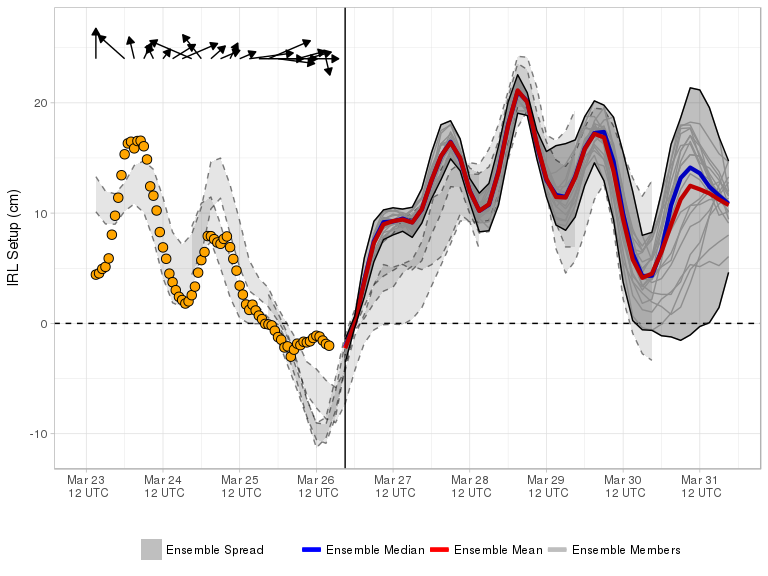 IRL Setup (cm)
20
10
0
-10
Mar 23 Mar 24 Mar 25 Mar 26 Mar 27 Mar 28 Mar 29 Mar 30 Mar 31
12 UTC 12 UTC 12 UTC 12 UTC 12 UTC 12 UTC 12 UTC 12 UTC 12 UTC
Ensemble Spread Ensemble Median Ensemble Mean Ensemble Members